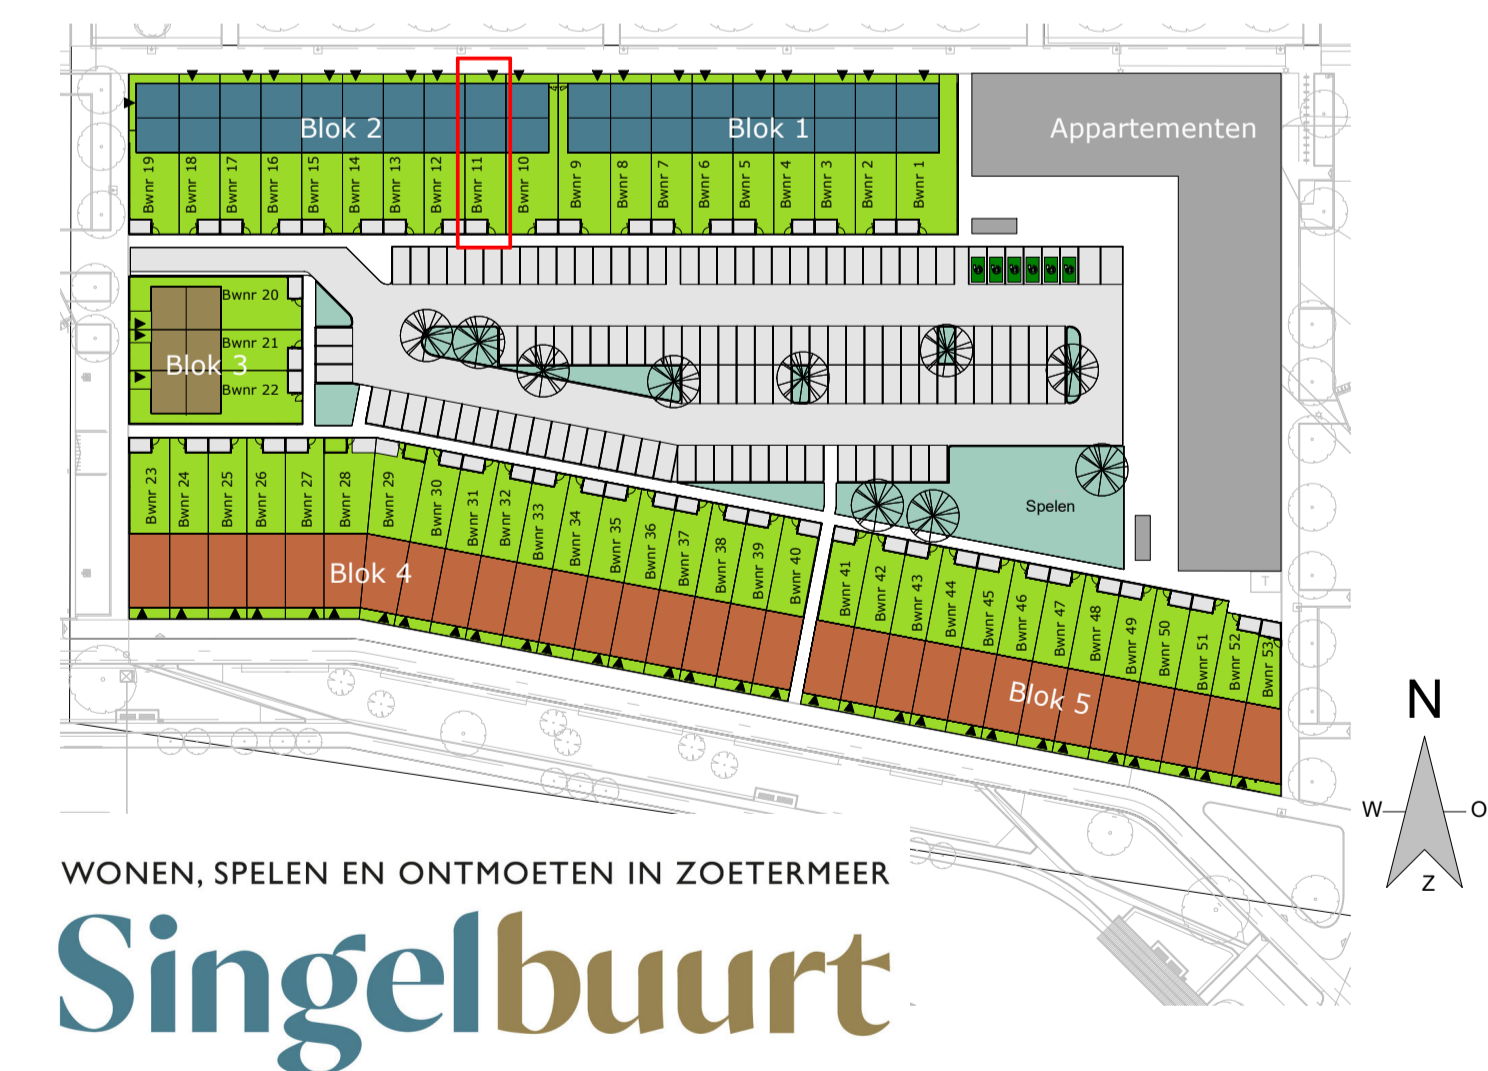 Blok 2
Blok 1
Appartementen
Bwnr 19
Bwnr 18
Bwnr 17
Bwnr 16
Bwnr 15
Bwnr 14
Bwnr 13
Bwnr 12
Bwnr 11
Bwnr 10
Bwnr 9
Bwnr 8
Bwnr 7
Bwnr 6
Bwnr 5
Bwnr 4
Bwnr 3
Bwnr 2
Bwnr 1
Bwnr 20
Bwnr 21
Blok 3
Bwnr 22
Bwnr 23
Bwnr 24
Bwnr 25
Bwnr 26
Bwnr 27
Bwnr 28
Bwnr 29
Bwnr 30
Bwnr 31
Bwnr 32
Bwnr 33
Bwnr 34
Bwnr 35
Bwnr 36
Bwnr 37
Bwnr 38
Bwnr 39
Bwnr 40
Spelen
Bwnr 41
Bwnr 42
Bwnr 43
Bwnr 44
Bwnr 45
Bwnr 46
Bwnr 47
Bwnr 48
Bwnr 49
Bwnr 50
Bwnr 51
Bwnr 52
Bwnr 53
T
Blok 4
Blok 5
N
W
O
Z
WONEN, SPELEN EN ONTMOETEN IN ZOETERMEER
Singelbuurt